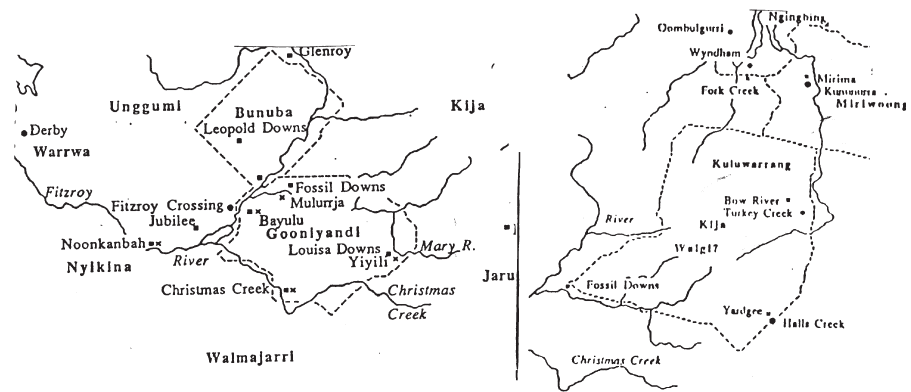 Glenroy
Unggumi
Bunuba
Kija
Leopold Downs
Derby
Warrwa
Fitzroy
Fossil Downs
Mulurrja
Fitzroy Crossing
Jubilee
Bayulu
Gooniyandi
Noonkanbah
Louisa Downs
Mary R.
Nyikina
River
Yiyili
Jaru
Christmas Creek
Christmas
Creek
Walmajarri
Oombulgurri
Wyndham
Fork Creek
Mirima
Kununurra
Miriwoong
Kuluwarrang
Bow River
Turkey Creek
River
Kija
Fossil Downs
Yardgee
Halls Creek
Christmas Creek